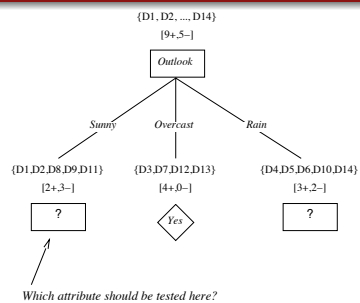 {D1, D2, ..., D14}
[9+,5–]
Outlook
Sunny Overcast Rain
{D1,D2,D8,D9,D11} {D3,D7,D12,D13} {D4,D5,D6,D10,D14}
[2+,3–] [4+,0–] [3+,2–]
? Yes ?
Which attribute should be tested here?